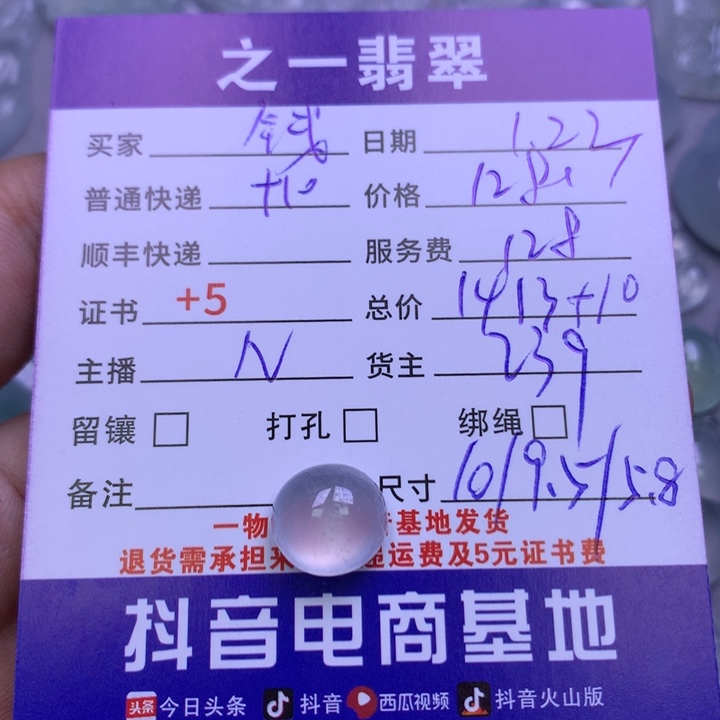 之一翡翠
买家 钱 日期 1.22
普通快递 +10 价格
顺丰快递 服务费 128
证书 +5 总价 1413+10
主播 N 货主 239
留镶 打孔 绑绳
备注 尺寸 10/9.5/5.8
一物 基地发货
退货需承担来 运费及5元证书费
抖音电商基地
今日头条 抖音 西瓜视频 抖音火山版